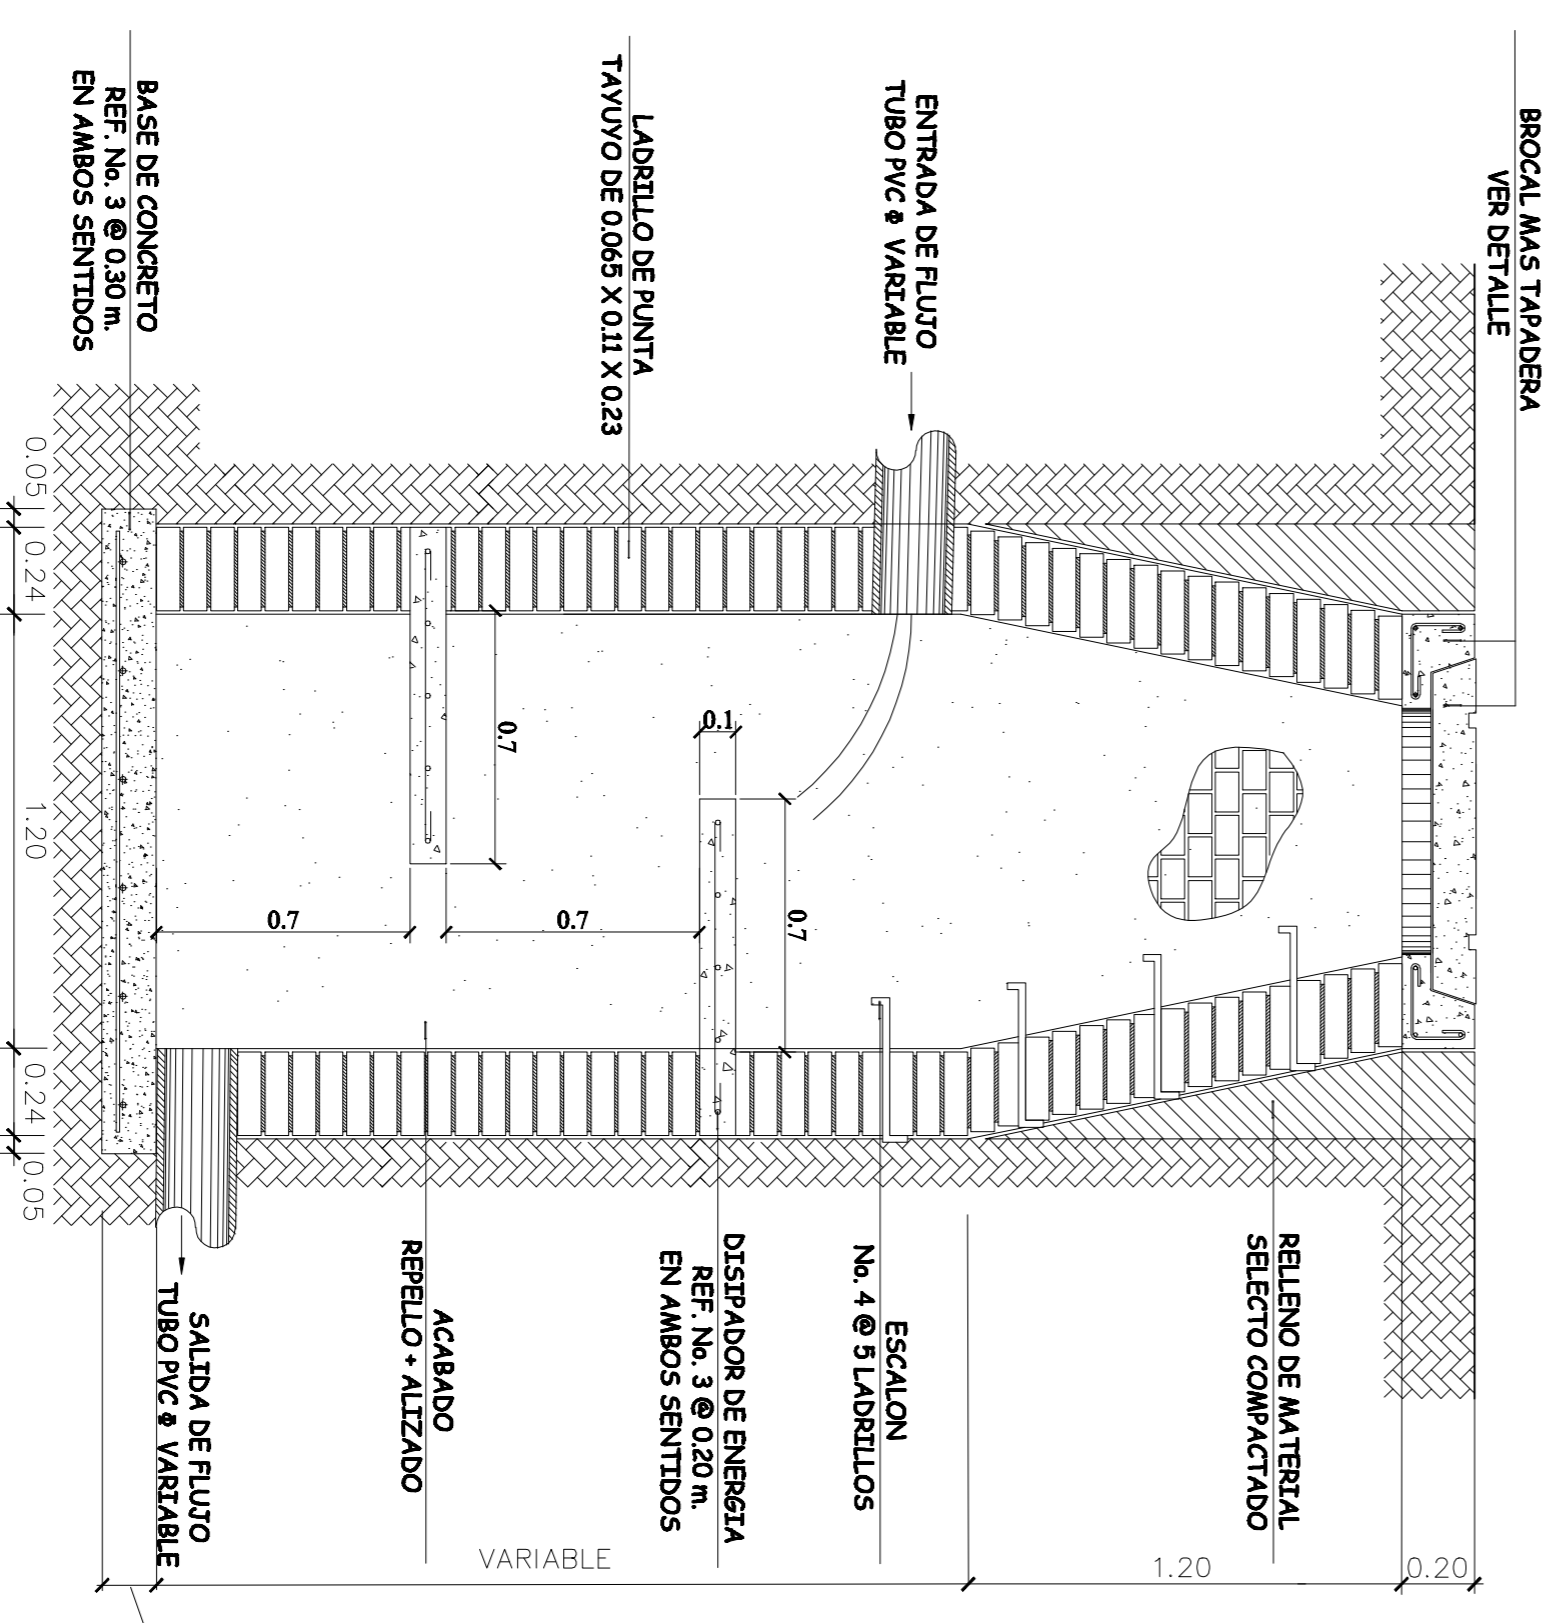 BROCAL MAS TAPADERA
VER DETALLE
ENTRADA DE FLUJO
TUBO PVC Φ VARIABLE
LADRILLO DE PUNTA
TAYUYO DE 0.065 X 0.11 X 0.23
BASE DE CONCRETO
REF. No. 3 @ 0.30 m.
EN AMBOS SENTIDOS
0.7
0.1
0.7
0.7
0.7
RELLENO DE MATERIAL
SELECTO COMPACTADO
ESCALON
No. 4 @ 5 LADRILLOS
DISIPADOR DE ENERGIA
REF. No. 3 @ 0.20 m.
EN AMBOS SENTIDOS
ACABADO
REPELLO + ALIZADO
SALIDA DE FLUJO
TUBO PVC Φ VARIABLE
0.20
1.20
VARIABLE
0.05
0.24
1.20
0.24
0.05